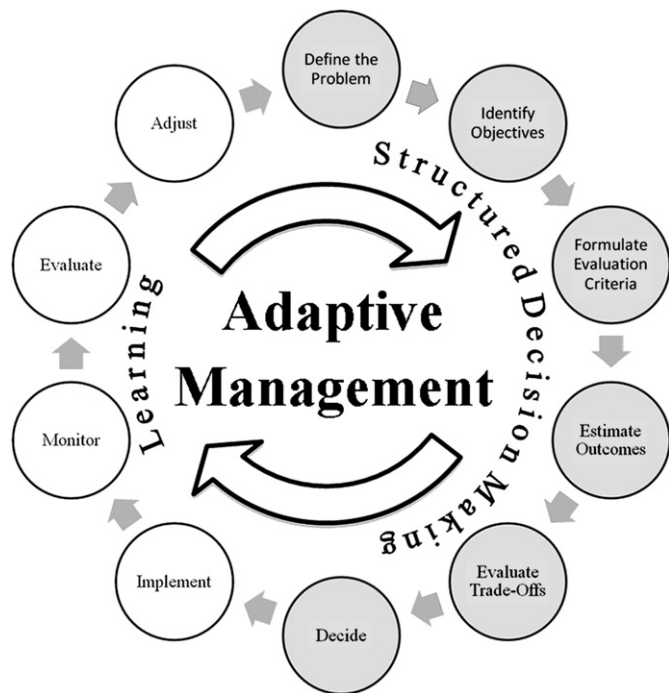 Define the
Problem
Identify
Objectives
Formulate
Evaluation
Criteria
Estimate
Outcomes
Evaluate
Trade-Offs
Decide
Implement
Monitor
Evaluate
Adjust
Structured Decision Making
Learning
Adaptive
Management